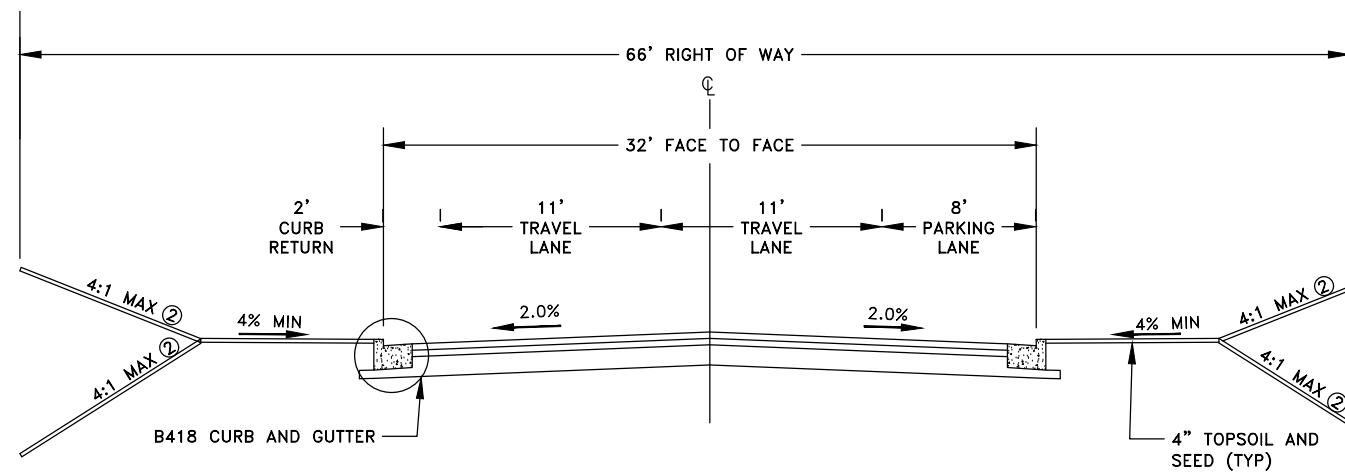 66' RIGHT OF WAY
℄
32' FACE TO FACE
2'
CURB
RETURN
11'
TRAVEL
LANE
11'
TRAVEL
LANE
8'
PARKING
LANE
4:1 MAX ②
4:1 MAX ②
4% MIN
2.0%
2.0%
4% MIN
4:1 MAX ②
4:1 MAX ②
B418 CURB AND GUTTER
4" TOPSOIL AND
SEED (TYP)